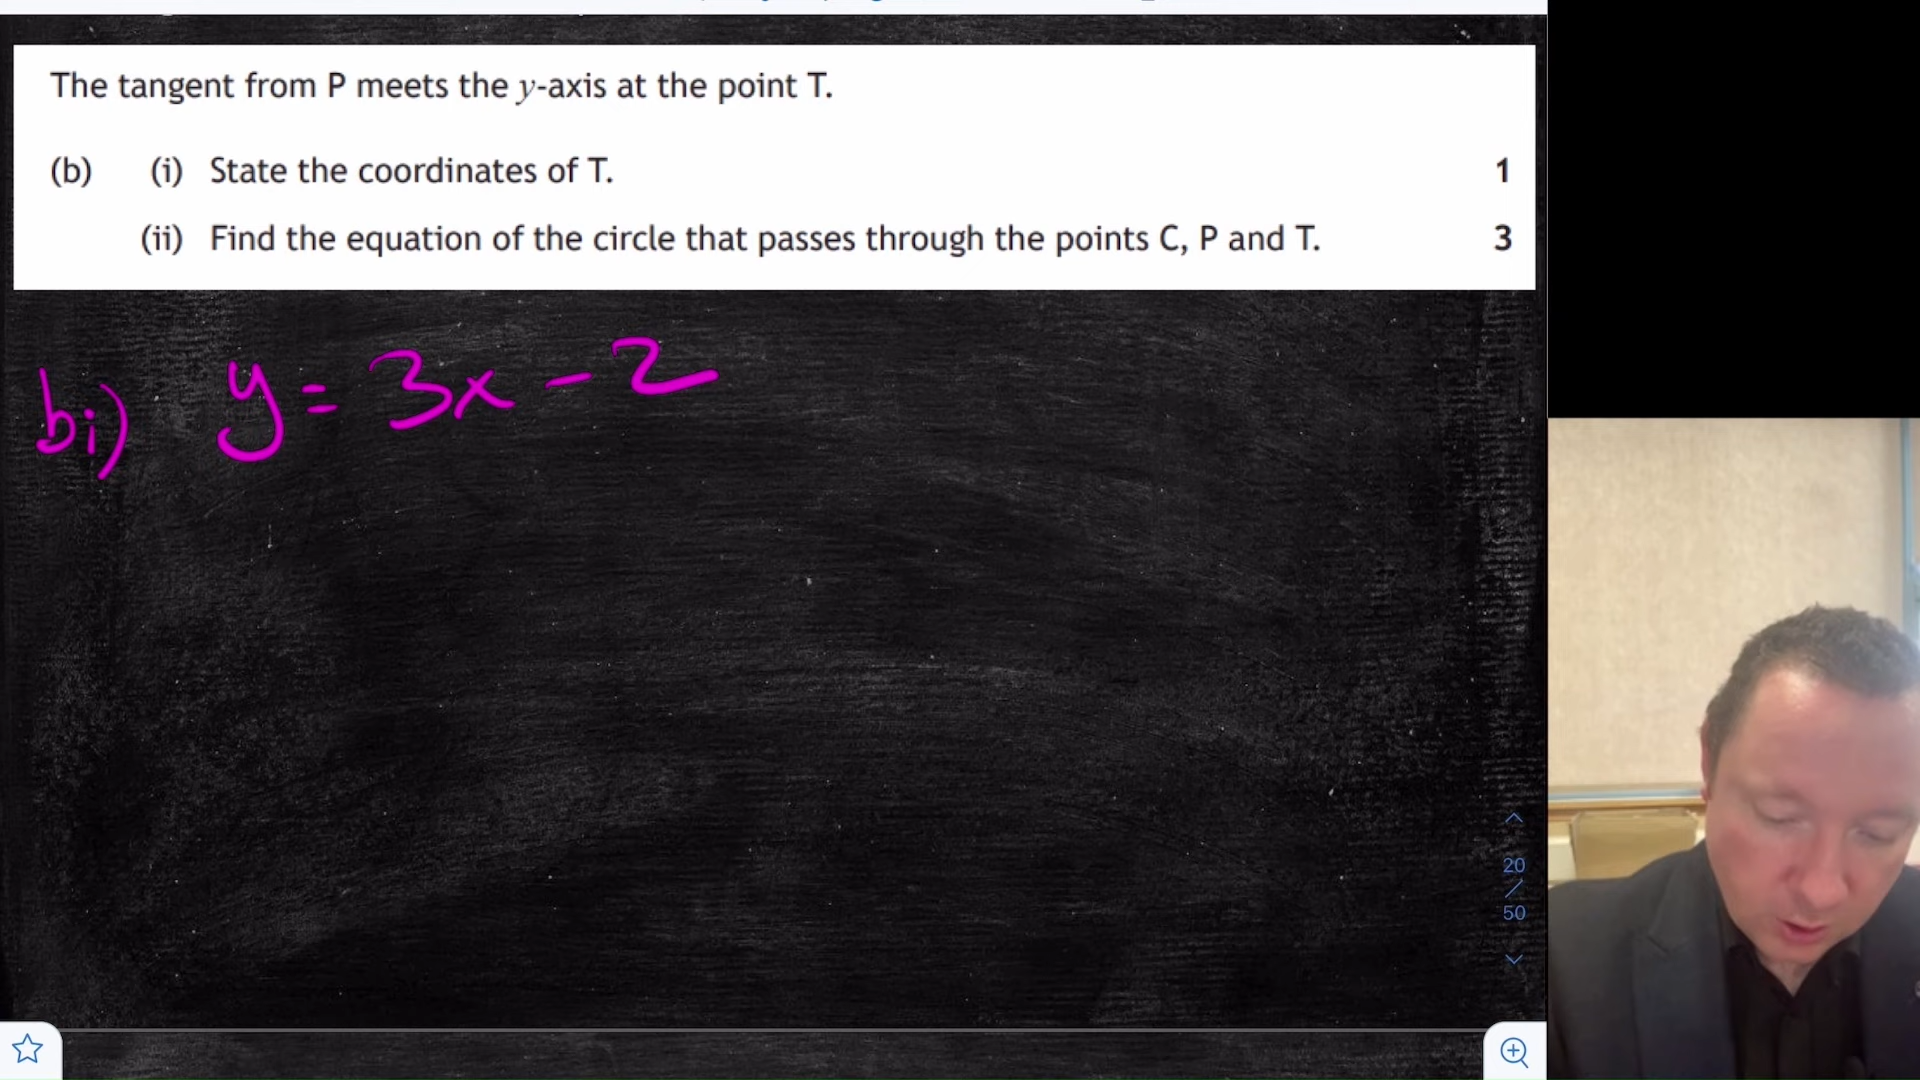 The tangent from P meets the y-axis at the point T.
(b) (i) State the coordinates of T. 1
(ii) Find the equation of the circle that passes through the points C, P and T. 3
bi) y = 3x - 2
20
/
50